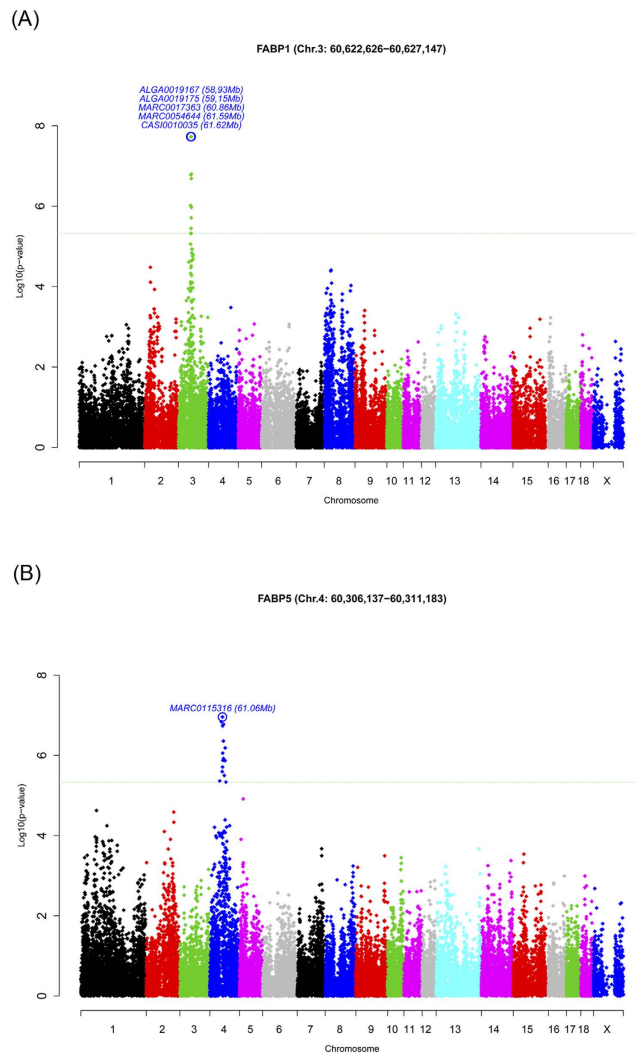 (A)
FABP1 (Chr.3: 60,622,626−60,627,147)
ALGA0019167 (58,93Mb)
ALGA0019175 (59,15Mb)
MARC0017363 (60.86Mb)
MARC0054644 (61.59Mb)
CASI0010035 (61.62Mb)
8
6
4
2
0
Log10(p−value)
1 2 3 4 5 6 7 8 9 10 11 12 13 14 15 16 17 18 X
Chromosome
(B)
FABP5 (Chr.4: 60,306,137−60,311,183)
MARC0115316 (61.06Mb)
8
6
4
2
0
Log10(p−value)
1 2 3 4 5 6 7 8 9 10 11 12 13 14 15 16 17 18 X
Chromosome